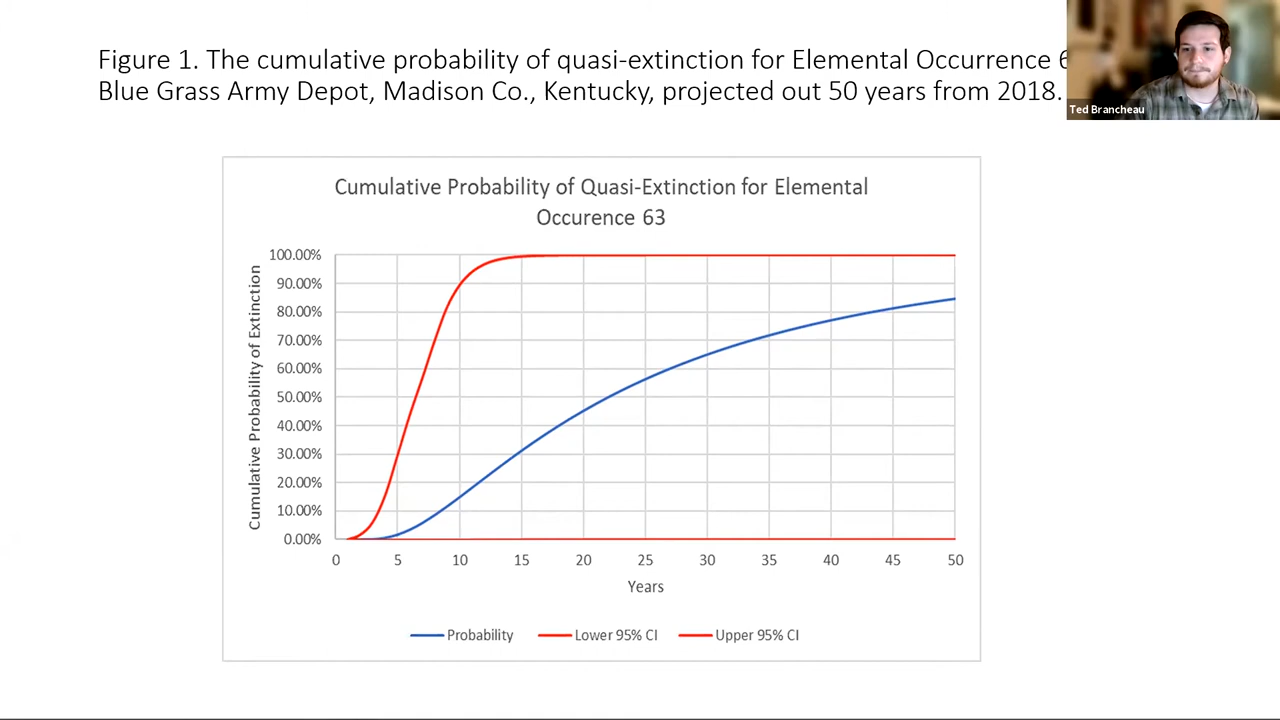 Figure 1. The cumulative probability of quasi-extinction for Elemental Occurrence
Blue Grass Army Depot, Madison Co., Kentucky, projected out 50 years from 2018.
Ted Brancheau
Cumulative Probability of Quasi-Extinction for Elemental
Occurence 63
Cumulative Probability of Extinction
100.00%
90.00%
80.00%
70.00%
60.00%
50.00%
40.00%
30.00%
20.00%
10.00%
0.00%
0 5 10 15 20 25 30 35 40 45 50
Years
Probability Lower 95% CI Upper 95% CI